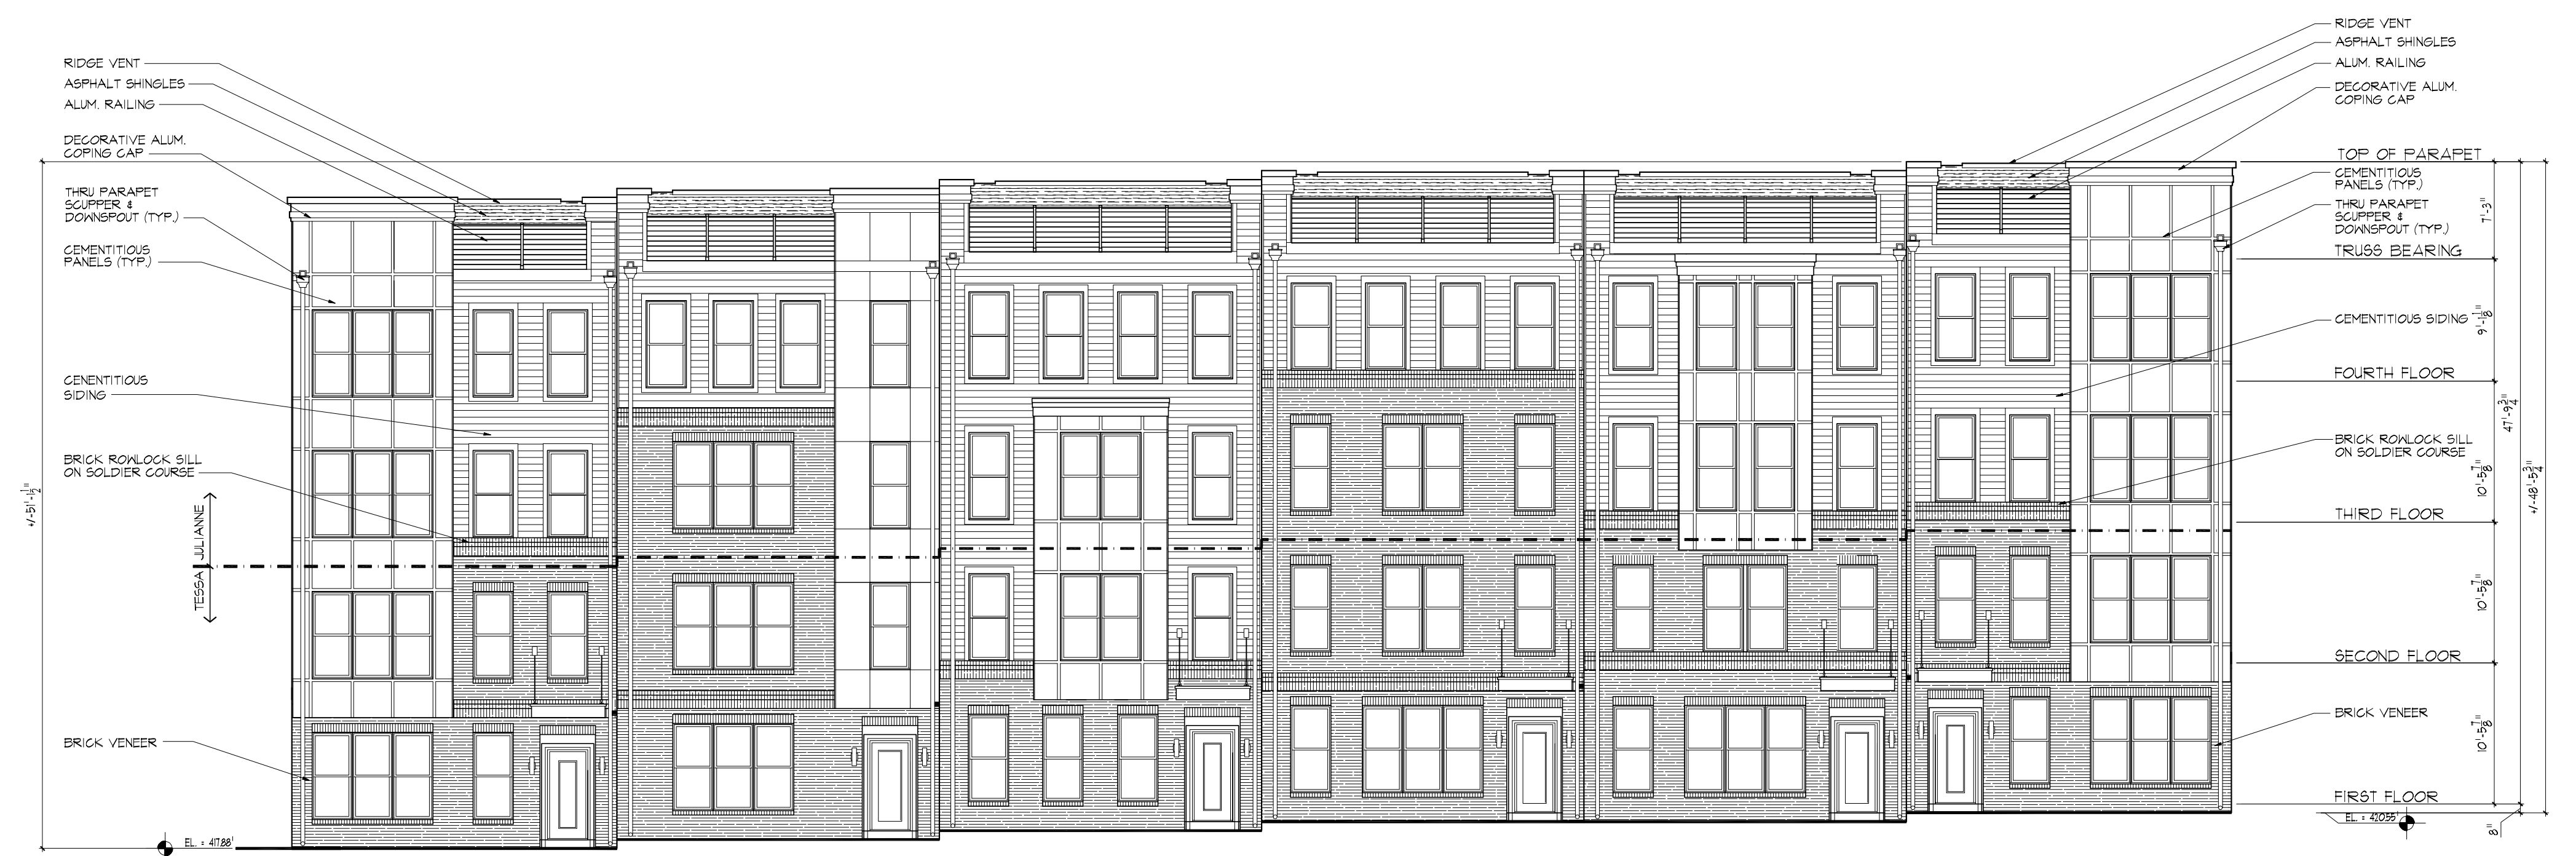 RIDGE VENT
ASPHALT SHINGLES
ALUM. RAILING
DECORATIVE ALUM.
COPING CAP
THRU PARAPET
SCUPPER &
DOWNSPOUT (TYP.)
CEMENTITIOUS
PANELS (TYP.)
CENENTITIOUS
SIDING
BRICK ROWLOCK SILL
ON SOLDIER COURSE
+/-51'-1 1/2"
JULIANNE
TESSA
BRICK VENEER
EL. = 417.88'
RIDGE VENT
ASPHALT SHINGLES
ALUM. RAILING
DECORATIVE ALUM.
COPING CAP
TOP OF PARAPET
CEMENTITIOUS
PANELS (TYP.)
THRU PARAPET
SCUPPER &
DOWNSPOUT (TYP.)
7'-3"
TRUSS BEARING
CEMENTITIOUS SIDING
9'-1 1/8"
FOURTH FLOOR
47'-9 3/4"
BRICK ROWLOCK SILL
ON SOLDIER COURSE
10'-5 7/8"
+/-48'-5 3/4"
THIRD FLOOR
10'-5 7/8"
SECOND FLOOR
BRICK VENEER
10'-5 7/8"
FIRST FLOOR
EL. = 420.55'
8"